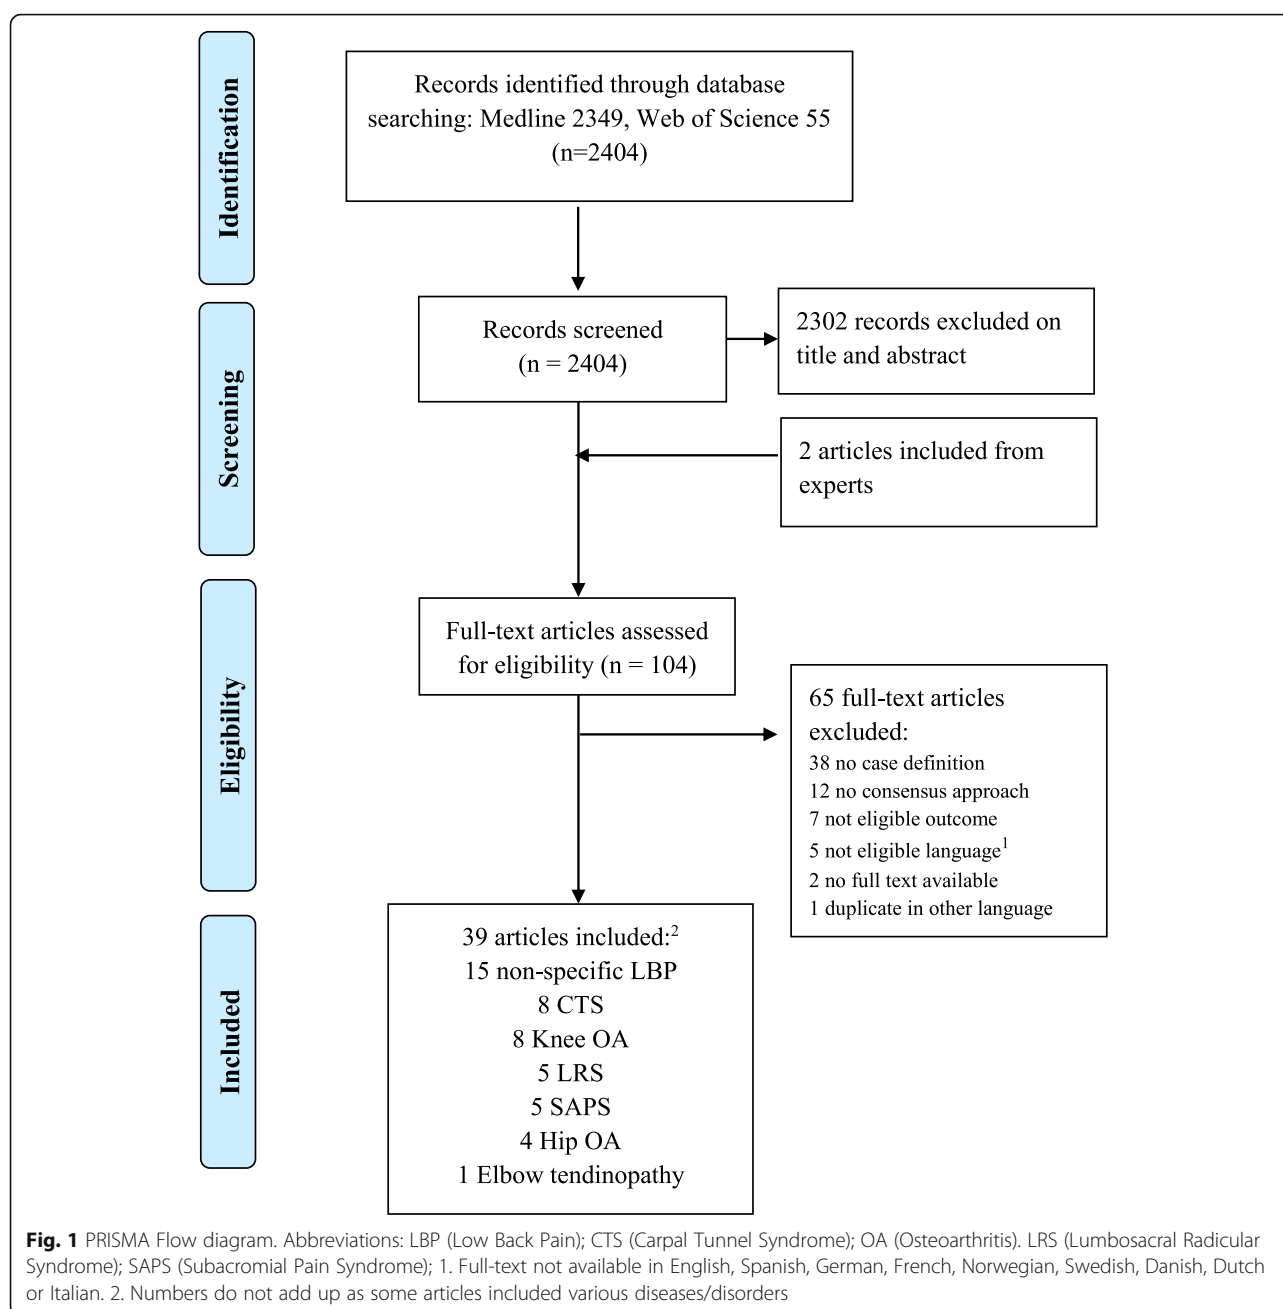 Identification
Records identified through database
searching: Medline 2349, Web of Science 55
(n=2404)
Screening
Records screened
(n = 2404)
2302 records excluded on
title and abstract
2 articles included from
experts
Eligibility
Full-text articles assessed
for eligibility (n = 104)
65 full-text articles
excluded:
38 no case definition
12 no consensus approach
7 not eligible outcome
5 not eligible language1
2 no full text available
1 duplicate in other language
Included
39 articles included:2
15 non-specific LBP
8 CTS
8 Knee OA
5 LRS
5 SAPS
4 Hip OA
1 Elbow tendinopathy
Fig. 1 PRISMA Flow diagram. Abbreviations: LBP (Low Back Pain); CTS (Carpal Tunnel Syndrome); OA (Osteoarthritis). LRS (Lumbosacral Radicular
Syndrome); SAPS (Subacromial Pain Syndrome); 1. Full-text not available in English, Spanish, German, French, Norwegian, Swedish, Danish, Dutch
or Italian. 2. Numbers do not add up as some articles included various diseases/disorders